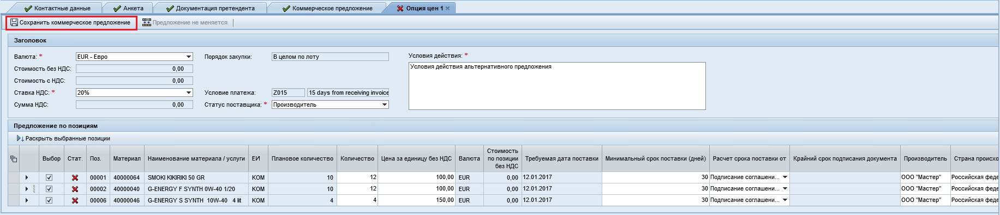 Контактные данные
Анкета
Документация претендента
Коммерческое предложение
Опция цен 1
Сохранить коммерческое предложение
Предложение не меняется
Заголовок
Валюта: *
EUR - Евро
Порядок закупки:
В целом по лоту
Условия действия: *
Стоимость без НДС:
0,00
Условия действия альтернативного предложения
Стоимость с НДС:
0,00
Ставка НДС: *
20%
Условие платежа:
Z015
15 days from receiving invoice
Сумма НДС:
0,00
Статус поставщика: *
Производитель
Предложение по позициям
Раскрыть выбранные позиции
Выбор Стат. Поз. Материал Наименование материала / услуги ЕИ Плановое количество Количество Цена за единицу без НДС Валюта Стоимость по позиции без НДС Требуемая дата поставки Минимальный срок поставки (дней) Расчет срока поставки от Крайний срок подписания документа Производитель Страна происхо
00001 40000064 SMOKI KIKIRIKI 50 GR КОМ 10 12 100,00 EUR 0,00 12.01.2017 30 Подписание соглашени... ООО "Мастер" Российская феде
00002 40000040 G-ENERGY F SYNTH 0W-40 1/20 КОМ 10 12 100,00 EUR 0,00 12.01.2017 30 Подписание соглашени... ООО "Мастер" Российская феде
00006 40000046 G-ENERGY S SYNTH 10W-40 4 lit КОМ 4 4 150,00 EUR 0,00 12.01.2017 30 Подписание соглашени... ООО "Мастер" Российская феде